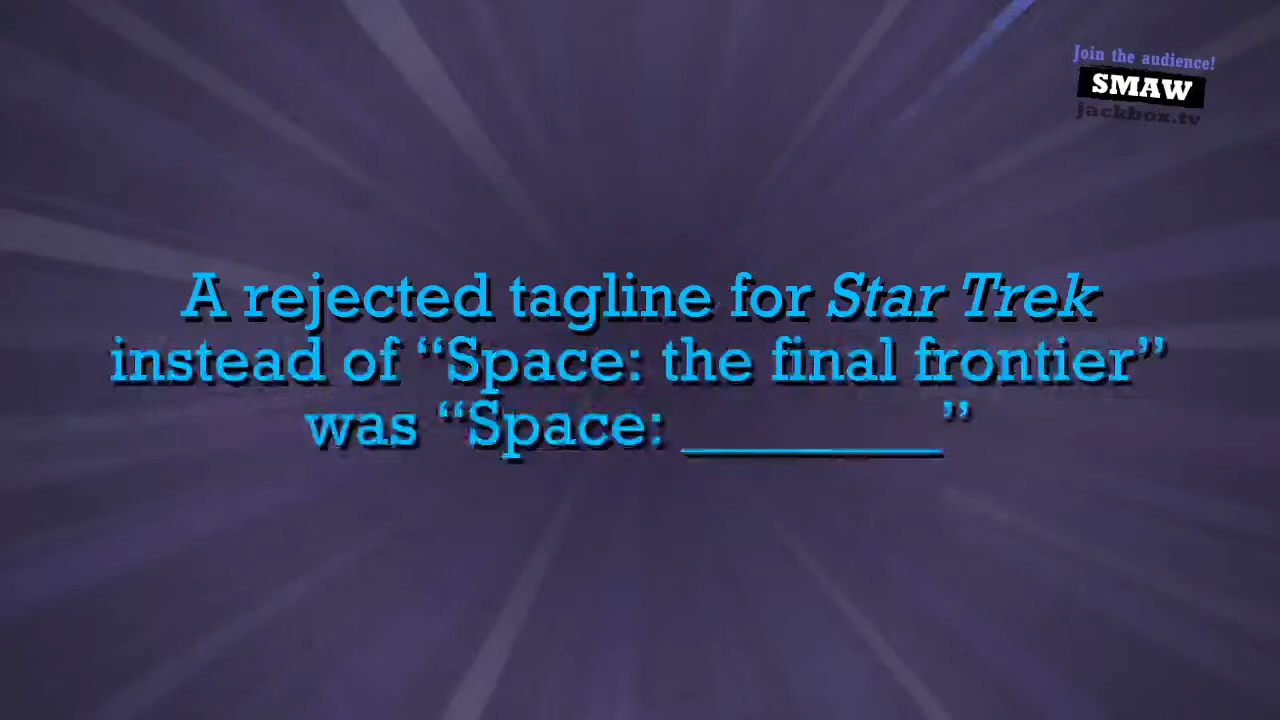 Join the audience!
SMAW
jackbox.tv
A rejected tagline for Star Trek
instead of “Space: the final frontier”
was “Space: ________”